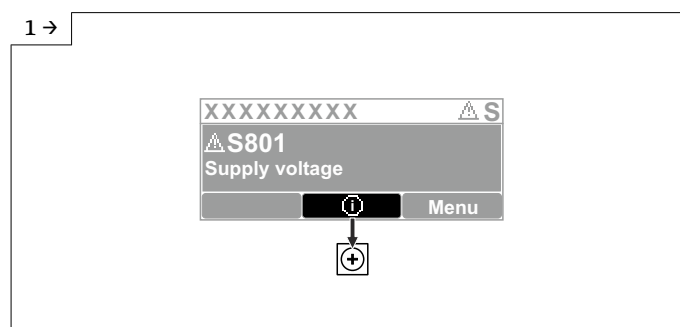 1 →
XXXXXXXXX ⚠ S
⚠S801
Supply voltage
ⓘ Menu
+